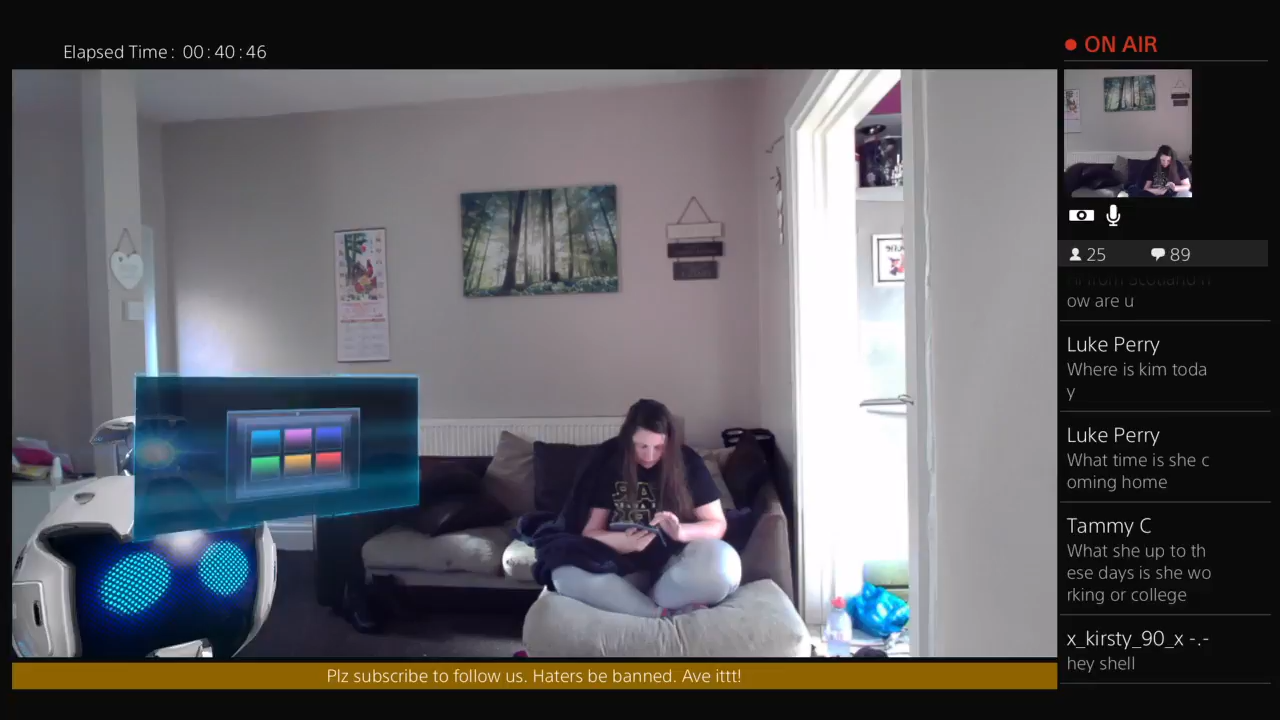 Elapsed Time: 00:40:46
ON AIR
25 89
ow are u
Luke Perry
Where is kim toda
y
Luke Perry
What time is she c
oming home
Tammy C
What she up to th
ese days is she wo
rking or college
x_kirsty_90_x -.-
hey shell
Plz subscribe to follow us. Haters be banned. Ave ittt!